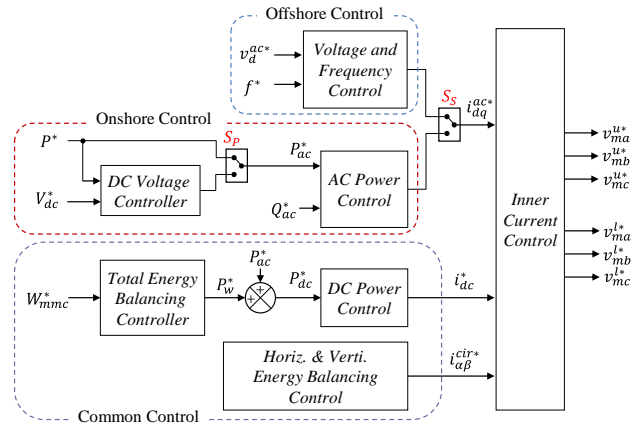 Offshore Control
v_d^{ac*}
f^*
Voltage and
Frequency
Control
S_S
i_{dq}^{ac*}
Onshore Control
P^*
V_{dc}^*
DC Voltage
Controller
S_P
P_{ac}^*
Q_{ac}^*
AC Power
Control
Inner
Current
Control
v_{ma}^{u*}
v_{mb}^{u*}
v_{mc}^{u*}
v_{ma}^{l*}
v_{mb}^{l*}
v_{mc}^{l*}
W_{mmc}^*
Total Energy
Balancing
Controller
P_w^*
P_{ac}^*
+
+
P_{dc}^*
DC Power
Control
i_{dc}^*
Horiz. & Verti.
Energy Balancing
Control
i_{αβ}^{cir*}
Common Control